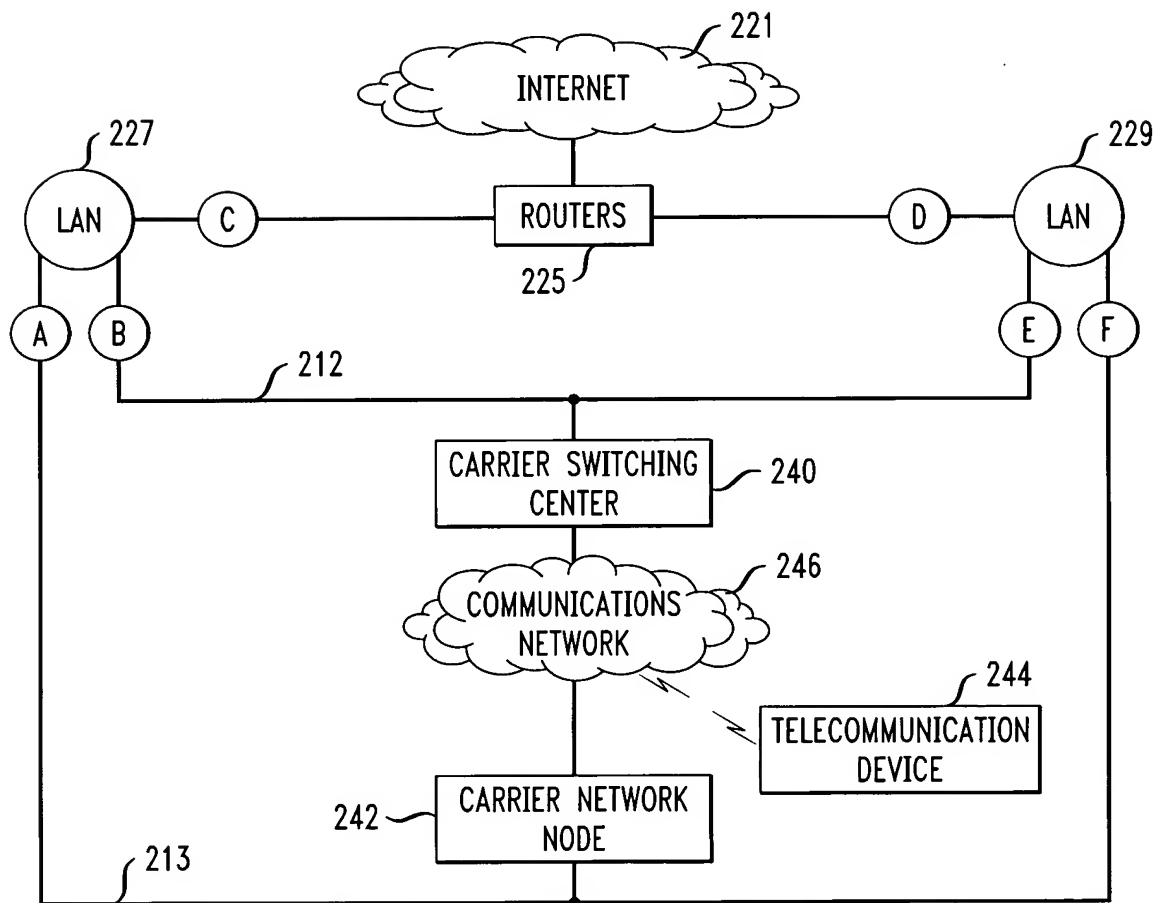 221
INTERNET
227
229
LAN
C
ROUTERS
D
LAN
225
A
B
E
F
212
CARRIER SWITCHING
CENTER
240
246
COMMUNICATIONS
NETWORK
244
TELECOMMUNICATION
DEVICE
242
CARRIER NETWORK
NODE
213